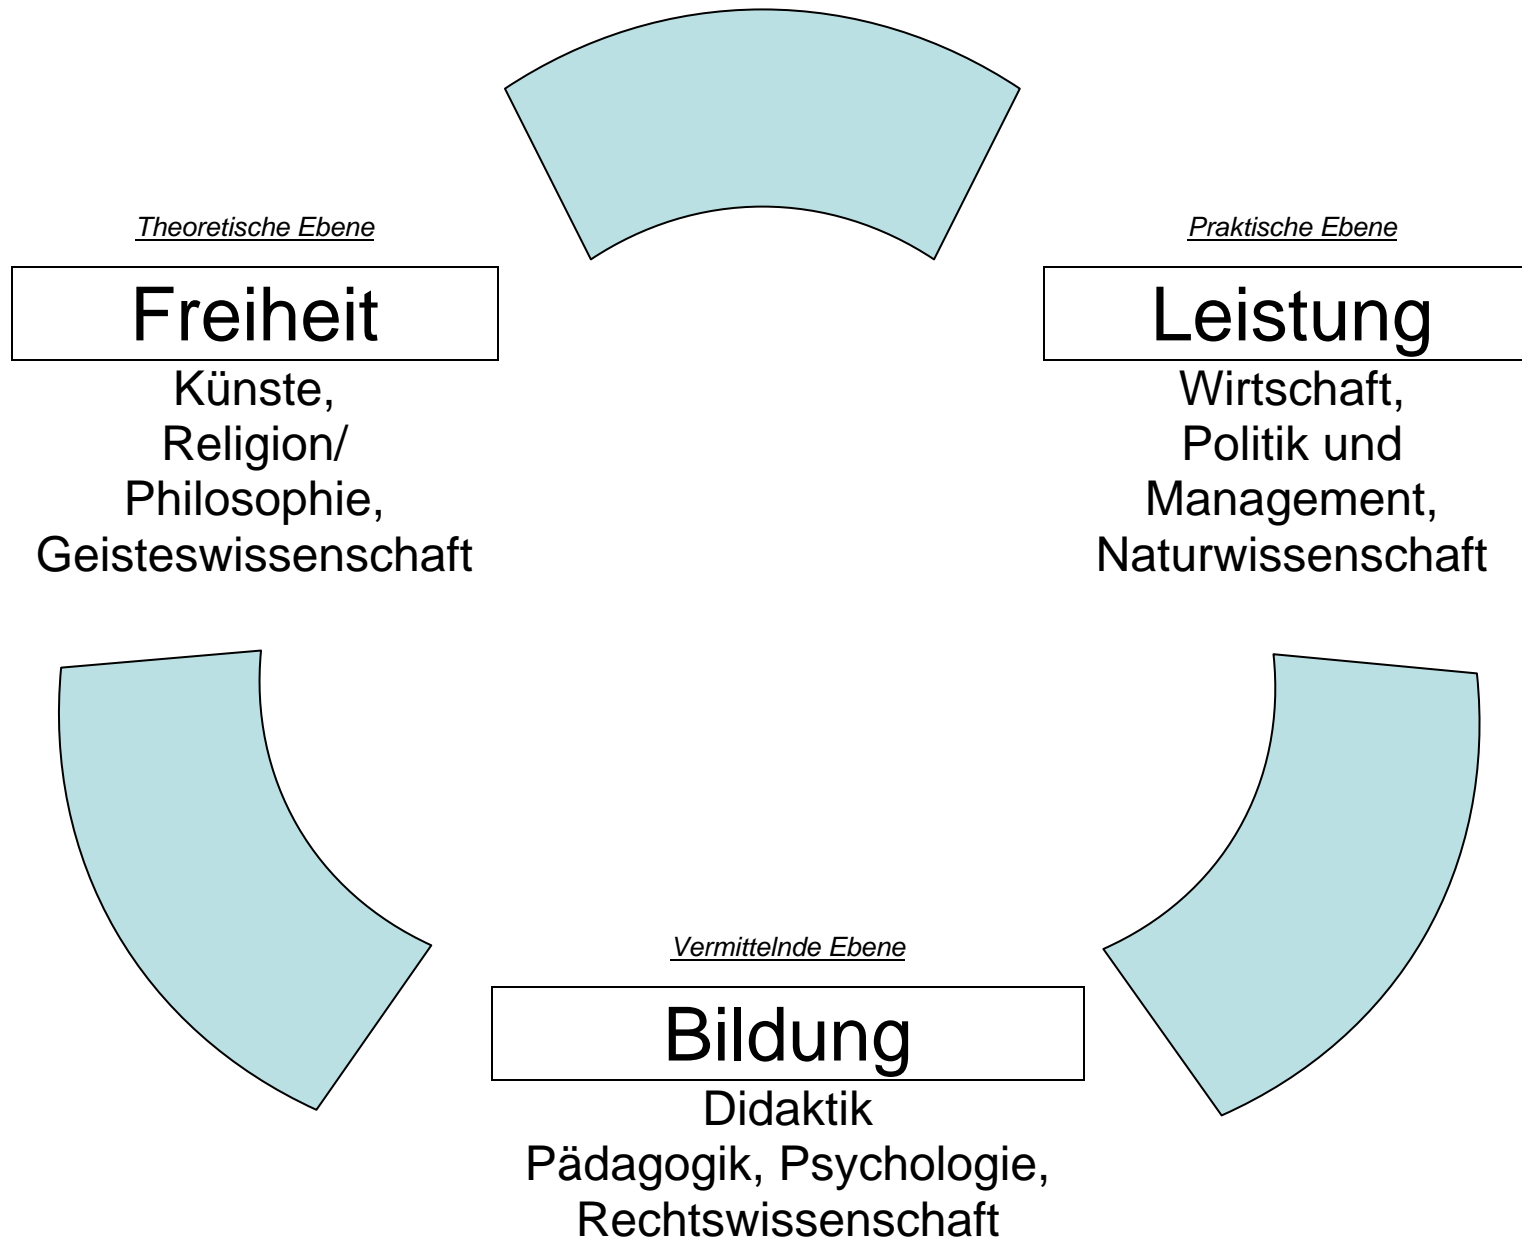 Theoretische Ebene
Freiheit
Künste,
Religion/
Philosophie,
Geisteswissenschaft
Praktische Ebene
Leistung
Wirtschaft,
Politik und
Management,
Naturwissenschaft
Vermittelnde Ebene
Bildung
Didaktik
Pädagogik, Psychologie,
Rechtswissenschaft